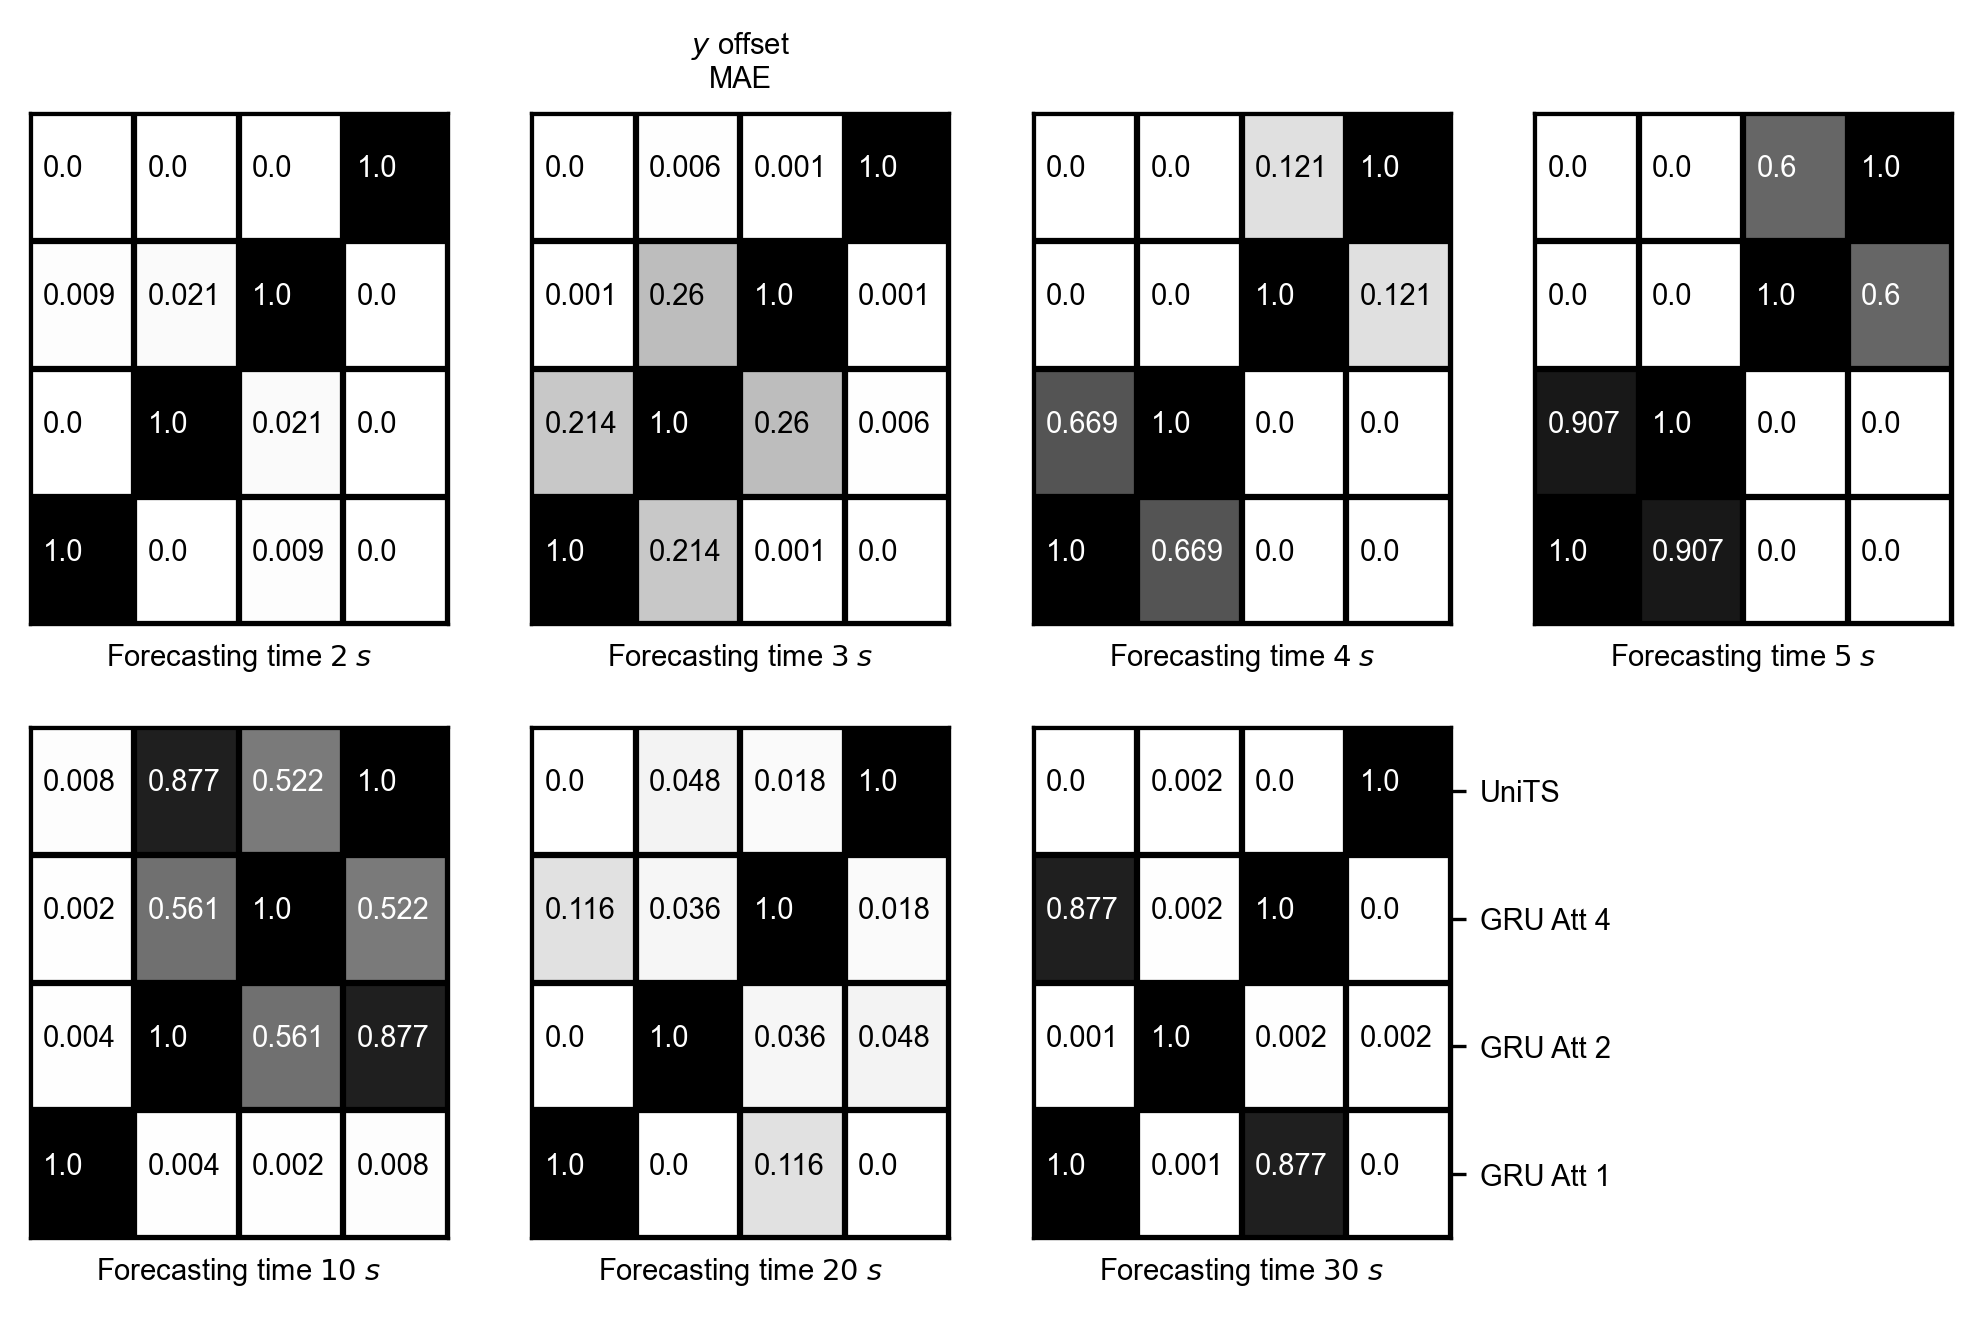 y offset
MAE
0.0 0.0 0.0 1.0
0.009 0.021 1.0 0.0
0.0 1.0 0.021 0.0
1.0 0.0 0.009 0.0
Forecasting time 2 s
0.0 0.006 0.001 1.0
0.001 0.26 1.0 0.001
0.214 1.0 0.26 0.006
1.0 0.214 0.001 0.0
Forecasting time 3 s
0.0 0.0 0.121 1.0
0.0 0.0 1.0 0.121
0.669 1.0 0.0 0.0
1.0 0.669 0.0 0.0
Forecasting time 4 s
0.0 0.0 0.6 1.0
0.0 0.0 1.0 0.6
0.907 1.0 0.0 0.0
1.0 0.907 0.0 0.0
Forecasting time 5 s
0.008 0.877 0.522 1.0
0.002 0.561 1.0 0.522
0.004 1.0 0.561 0.877
1.0 0.004 0.002 0.008
Forecasting time 10 s
0.0 0.048 0.018 1.0
0.116 0.036 1.0 0.018
0.0 1.0 0.036 0.048
1.0 0.0 0.116 0.0
Forecasting time 20 s
0.0 0.002 0.0 1.0 UniTS
0.877 0.002 1.0 0.0 GRU Att 4
0.001 1.0 0.002 0.002 GRU Att 2
1.0 0.001 0.877 0.0 GRU Att 1
Forecasting time 30 s